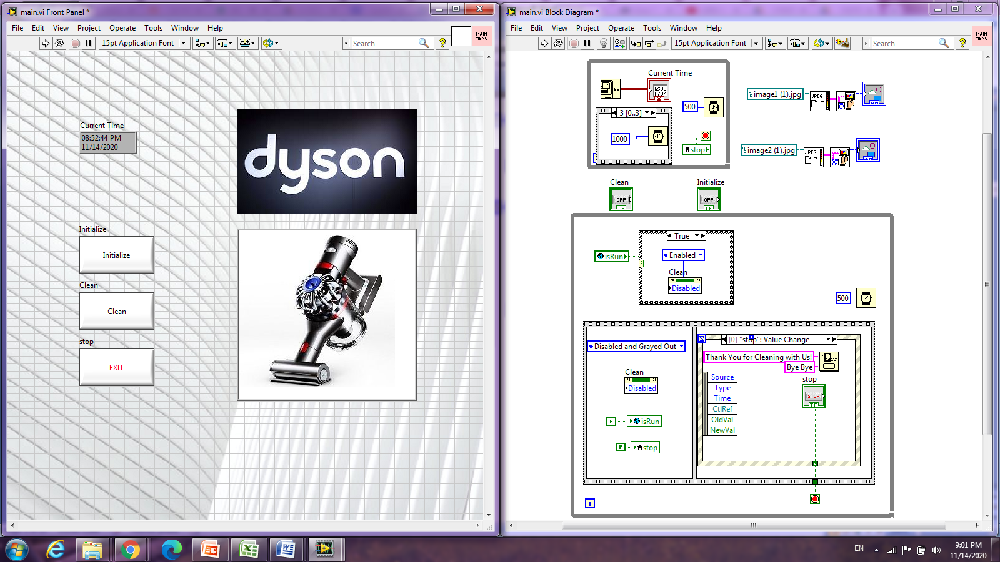 main.vi Front Panel *
File Edit View Project Operate Tools Window Help
15pt Application Font
Search
?
MAIN
MENU
Current Time
08:52:44 PM
11/14/2020
dyson
Initialize
Initialize
Clean
Clean
stop
EXIT
main.vi Block Diagram *
File Edit View Project Operate Tools Window Help
15pt Application Font
Search
?
MAIN
MENU
Current Time
12:00
11/07
500
3 [0..3]
1000
stop
image1 (1).jpg
JPEG
image2 (1).jpg
JPEG
Clean
OFF
TF
Initialize
OFF
TF
True
isRun
?
Enabled
Clean
?! ?!
Disabled
500
Disabled and Grayed Out
Clean
?! ?!
Disabled
F
isRun
F
stop
[0] "stop": Value Change
Thank You for Cleaning with Us!
Bye Bye
Source
Type
Time
CtlRef
OldVal
NewVal
stop
STOP
TF
i
EN
9:01 PM
11/14/2020